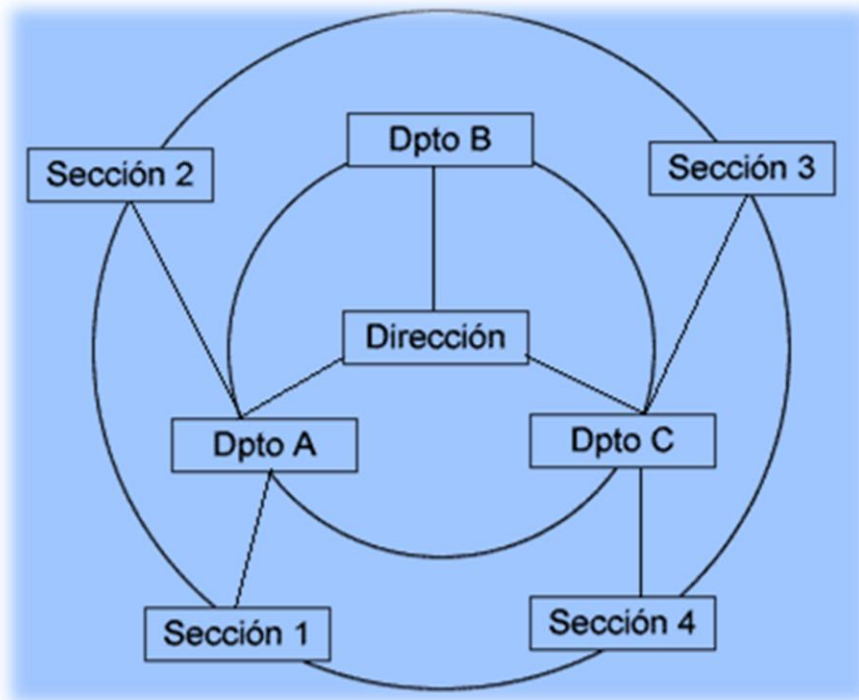 Dpto B
Sección 2
Sección 3
Dirección
Dpto A
Dpto C
Sección 1
Sección 4